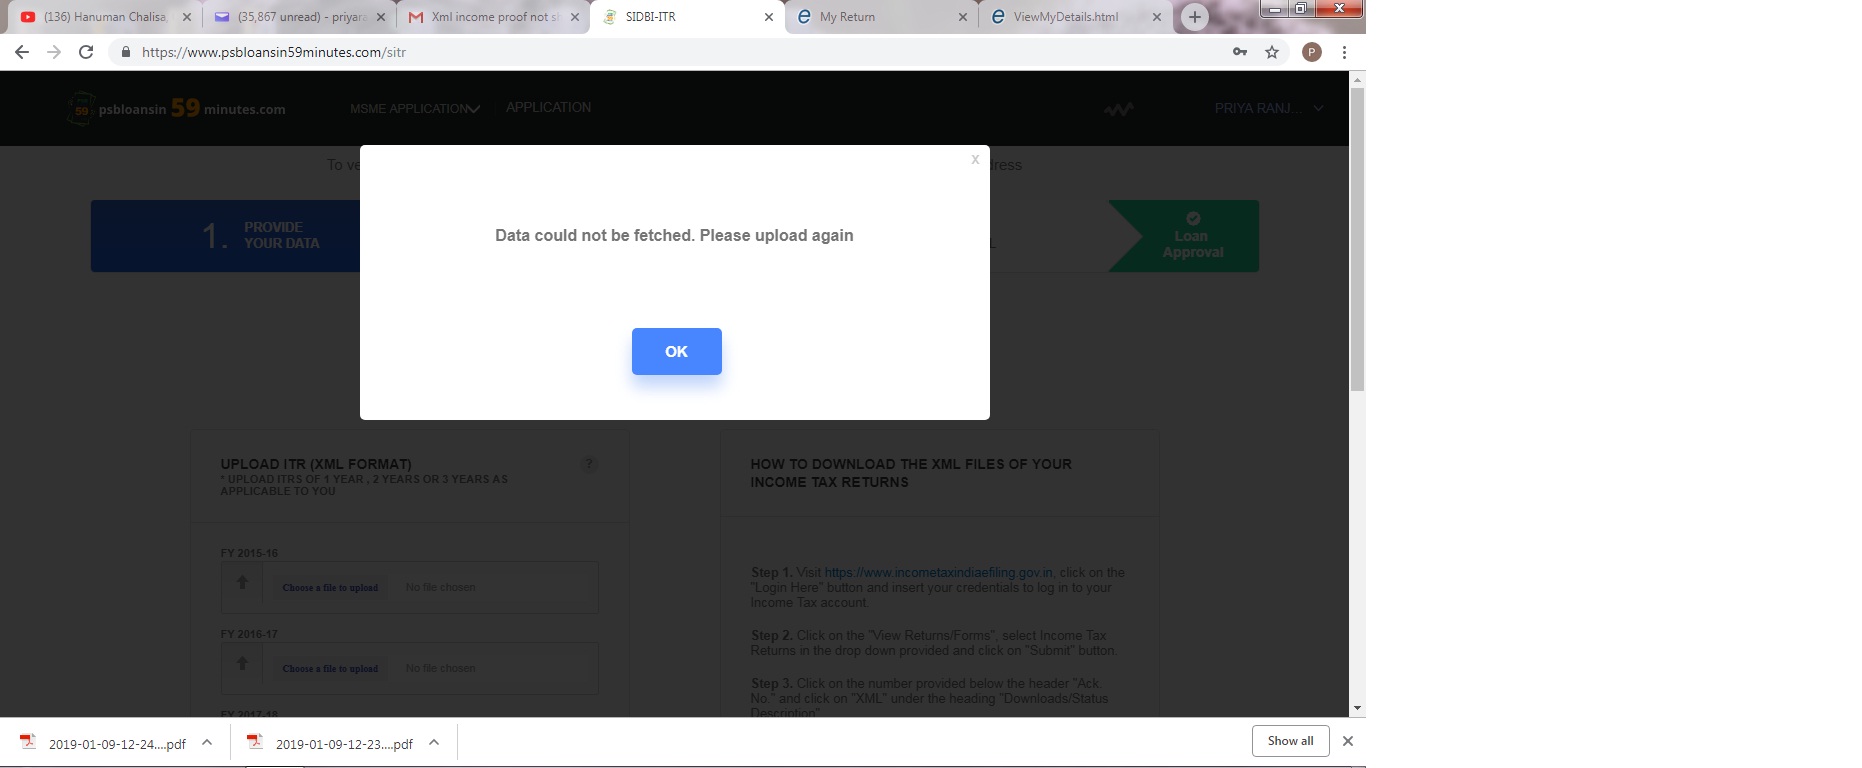 (136) Hanuman Chalisa,
(35,867 unread) - priyara
Xml income proof not sh
SIDBI-ITR
My Return
ViewMyDetails.html
https://www.psbloansin59minutes.com/sitr
P
59 psbloansin 59 minutes.com
MSME APPLICATION
APPLICATION
PRIYA RANJ...
To ve
dress
X
1. PROVIDE
YOUR DATA
Loan
Approval
Data could not be fetched. Please upload again
OK
UPLOAD ITR (XML FORMAT)
?
* UPLOAD ITRS OF 1 YEAR , 2 YEARS OR 3 YEARS AS
APPLICABLE TO YOU
FY 2015-16
Choose a file to upload No file chosen
FY 2016-17
Choose a file to upload No file chosen
FY 2017-18
HOW TO DOWNLOAD THE XML FILES OF YOUR
INCOME TAX RETURNS
Step 1. Visit https://www.incometaxindiaefiling.gov.in, click on the
"Login Here" button and insert your credentials to log in to your
Income Tax account.
Step 2. Click on the "View Returns/Forms", select Income Tax
Returns in the drop down provided and click on "Submit" button.
Step 3. Click on the number provided below the header "Ack.
No." and click on "XML" under the heading "Downloads/Status
Description"
2019-01-09-12-24....pdf
2019-01-09-12-23....pdf
Show all